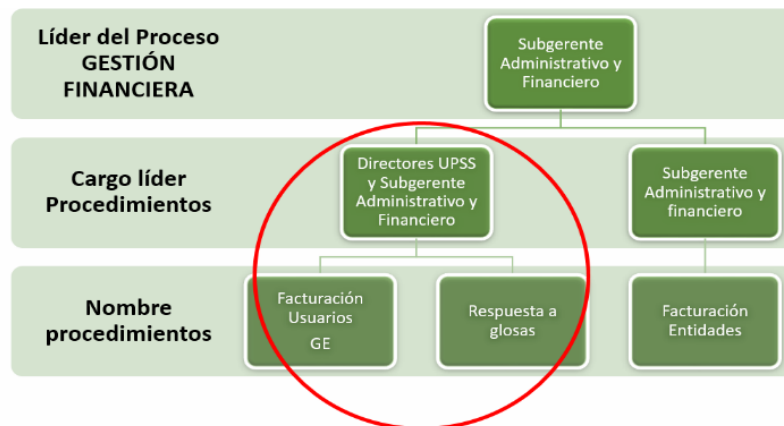 Líder del Proceso
GESTIÓN
FINANCIERA
Subgerente
Administrativo y
Financiero
Cargo líder
Procedimientos
Directores UPSS
y Subgerente
Administrativo y
Financiero
Subgerente
Administrativo y
financiero
Nombre
procedimientos
Facturación
Usuarios
GE
Respuesta a
glosas
Facturación
Entidades